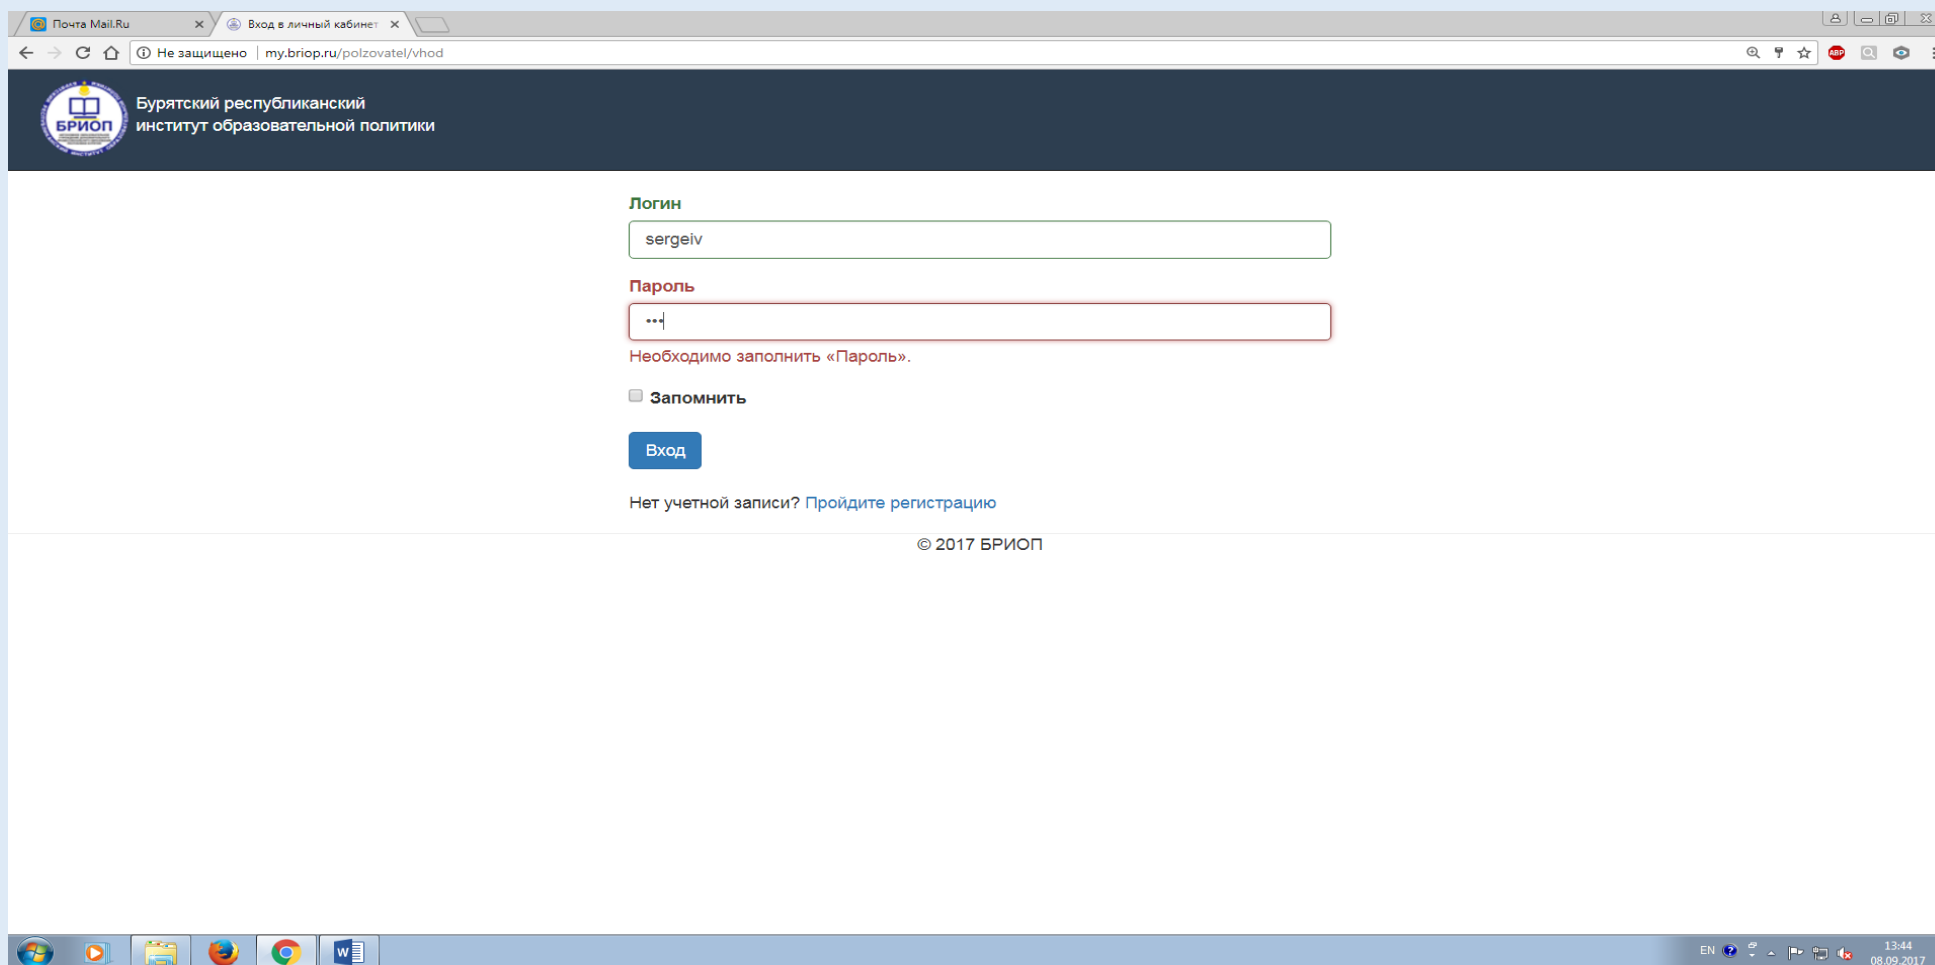 Почта Mail.Ru
Вход в личный кабинет
Не защищено | my.briop.ru/polzovatel/vhod
ABP
БРИОП
Бурятский республиканский
институт образовательной политики
Логин
sergeiv
Пароль
•••
Необходимо заполнить «Пароль».
Запомнить
Вход
Нет учетной записи? Пройдите регистрацию
© 2017 БРИОП
EN
13:44
08.09.2017